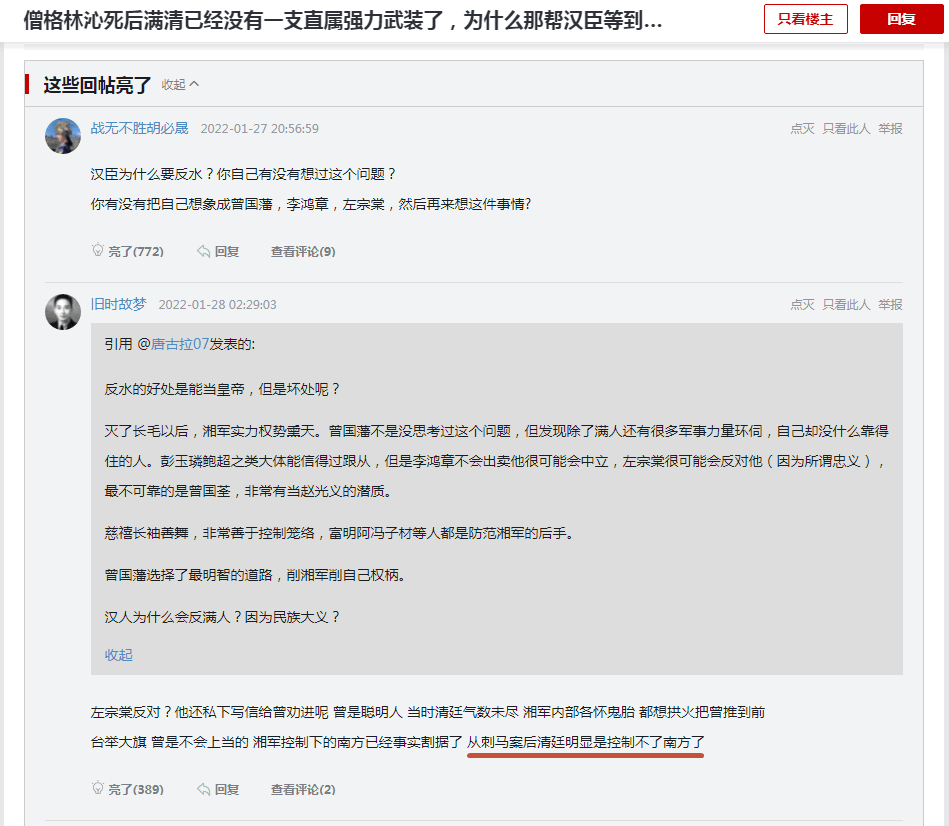 僧格林沁死后满清已经没有一支直属强力武装了，为什么那帮汉臣等到...
只看楼主
回复
这些回帖亮了 收起
战无不胜胡必晟 2022-01-27 20:56:59 点灭 只看此人 举报
汉臣为什么要反水？你自己有没有想过这个问题？
你有没有把自己想象成曾国藩，李鸿章，左宗棠，然后再来想这件事情?
亮了(772) 回复 查看评论(9)
旧时故梦 2022-01-28 02:29:03 点灭 只看此人 举报
引用 @唐古拉07发表的:
反水的好处是能当皇帝，但是坏处呢？
灭了长毛以后，湘军实力权势熏天。曾国藩不是没思考过这个问题，但发现除了满人还有很多军事力量环伺，自己却没什么靠得
住的人。彭玉璘鲍超之类大体能信得过跟从，但是李鸿章不会出卖他很可能会中立，左宗棠很可能会反对他（因为所谓忠义），
最不可靠的是曾国荃，非常有当赵光义的潜质。
慈禧长袖善舞，非常善于控制笼络，富明阿冯子材等人都是防范湘军的后手。
曾国藩选择了最明智的道路，削湘军削自己权柄。
汉人为什么会反满人？因为民族大义？
收起
左宗棠反对？他还私下写信给曾劝进呢 曾是聪明人 当时清廷气数未尽 湘军内部各怀鬼胎 都想拱火把曾推到前
台举大旗 曾是不会上当的 湘军控制下的南方已经事实割据了 从刺马案后清廷明显是控制不了南方了
亮了(389) 回复 查看评论(2)